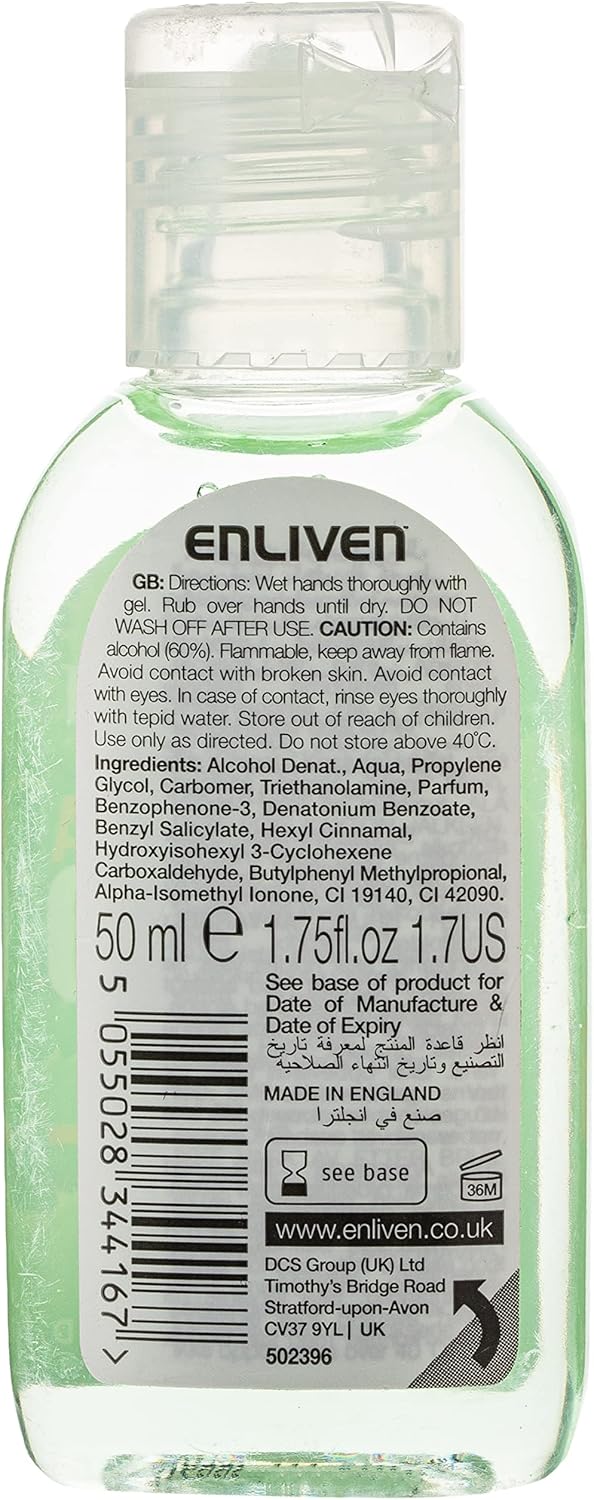 ENLIVEN™
GB: Directions: Wet hands thoroughly with
gel. Rub over hands until dry. DO NOT
WASH OFF AFTER USE. CAUTION: Contains
alcohol (60%). Flammable, keep away from flame.
Avoid contact with broken skin. Avoid contact
with eyes. In case of contact, rinse eyes thoroughly
with tepid water. Store out of reach of children.
Use only as directed. Do not store above 40°C.
Ingredients: Alcohol Denat., Aqua, Propylene
Glycol, Carbomer, Triethanolamine, Parfum,
Benzophenone-3, Denatonium Benzoate,
Benzyl Salicylate, Hexyl Cinnamal,
Hydroxyisohexyl 3-Cyclohexene
Carboxaldehyde, Butylphenyl Methylpropional,
Alpha-Isomethyl Ionone, CI 19140, CI 42090.
50 ml e 1.75fl.oz 1.7US
See base of product for
Date of Manufacture &
Date of Expiry
انظر قاعدة المنتج لمعرفة تاريخ
التصنيع وتاريخ انتهاء الصلاحية
MADE IN ENGLAND
صنع في انجلترا
see base
36M
www.enliven.co.uk
DCS Group (UK) Ltd
Timothy's Bridge Road
Stratford-upon-Avon
CV37 9YL| UK
502396
5 055028 344167 >